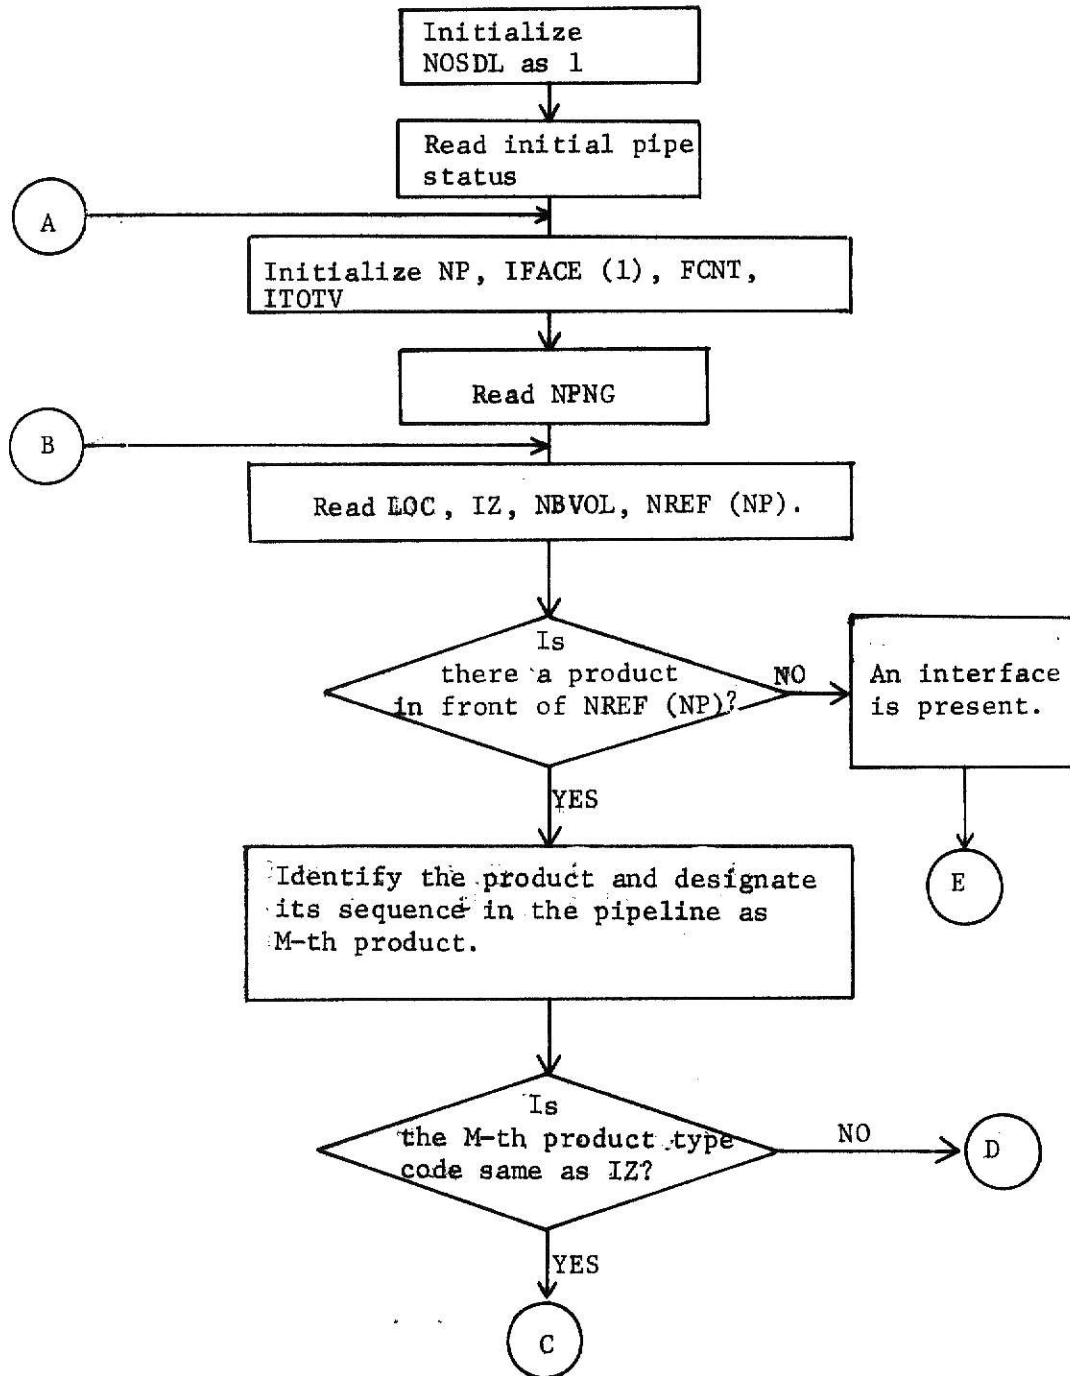 Initialize
NOSDL as 1
Read initial pipe
status
A
Initialize NP, IFACE (1), FCNT,
ITOTV
Read NPNG
B
Read LOC, IZ, NBVOL, NREF (NP).
Is
there a product
in front of NREF (NP)?
NO
An interface
is present.
YES
E
Identify the product and designate
its sequence in the pipeline as
M-th product.
Is
the M-th product type
code same as IZ?
NO
D
YES
C